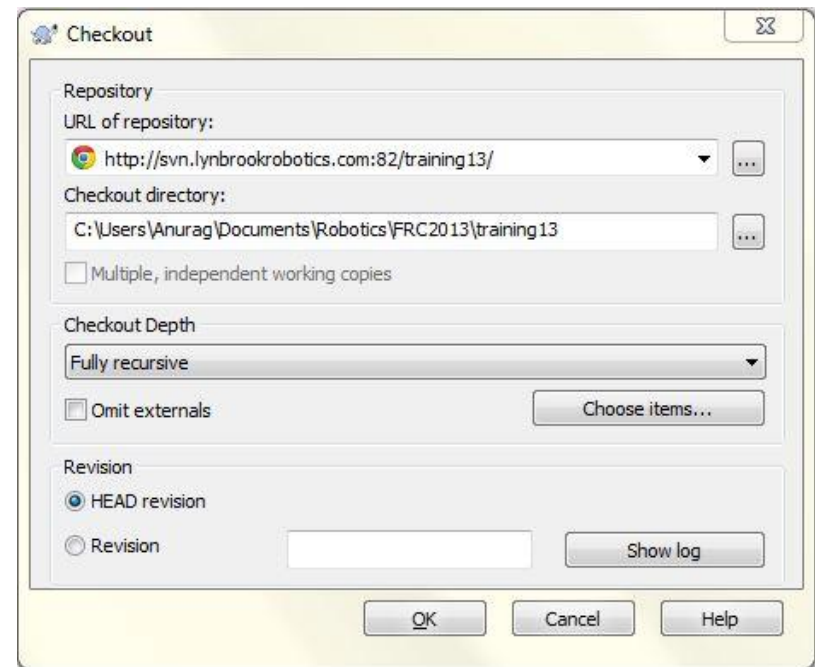 Checkout
Repository
URL of repository:
http://svn.lynbrookrobotics.com:82/training13/
...
Checkout directory:
C:\Users\Anurag\Documents\Robotics\FRC2013\training13
...
Multiple, independent working copies
Checkout Depth
Fully recursive
Omit externals
Choose items...
Revision
HEAD revision
Revision
Show log
OK
Cancel
Help